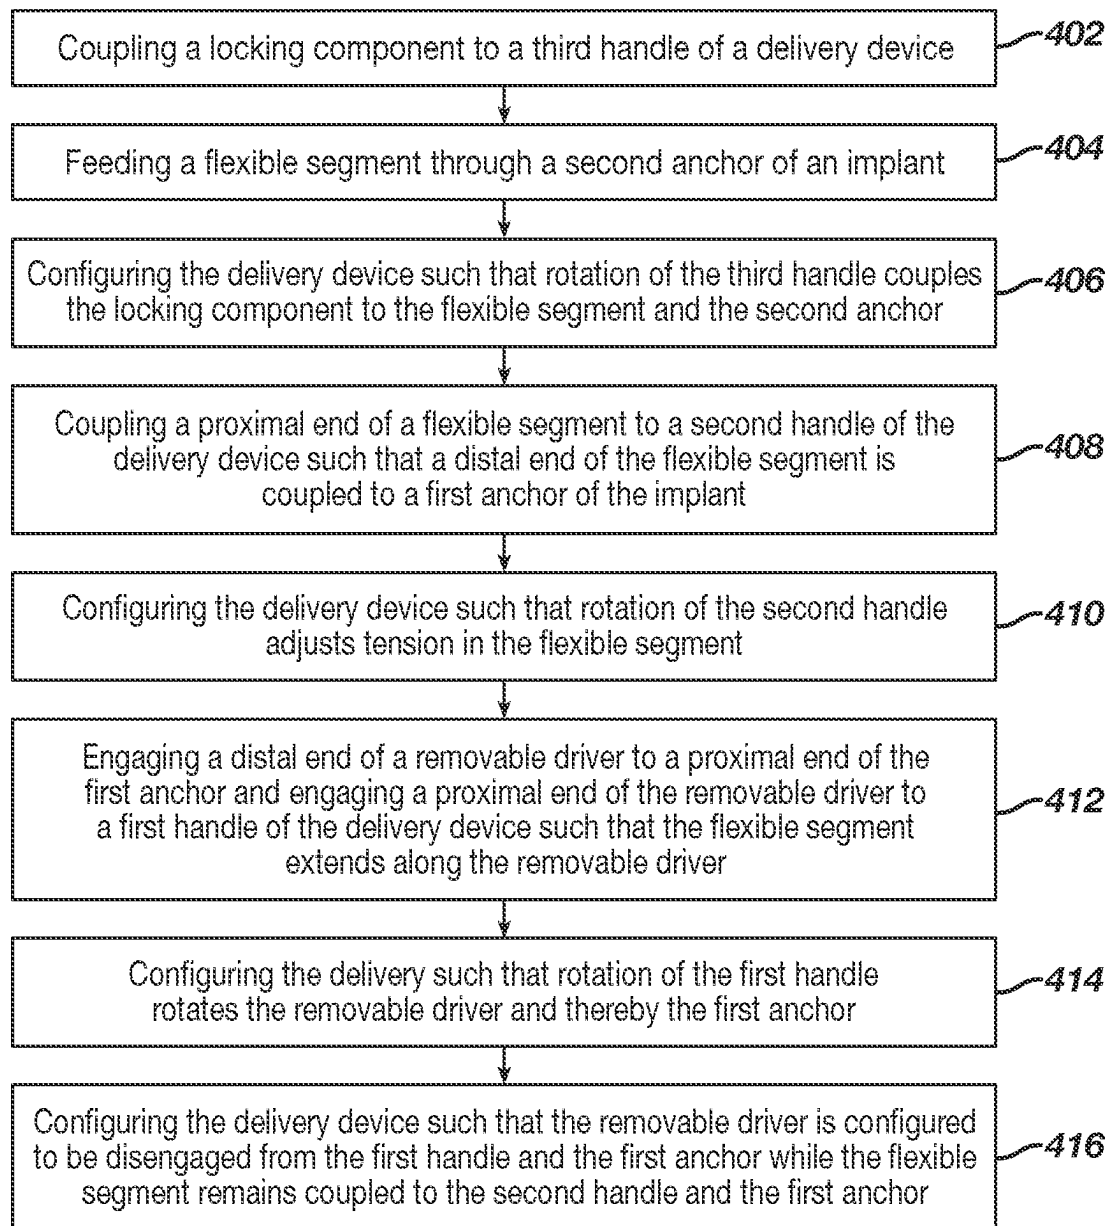 Coupling a locking component to a third handle of a delivery device
402
Feeding a flexible segment through a second anchor of an implant
404
Configuring the delivery device such that rotation of the third handle couples
the locking component to the flexible segment and the second anchor
406
Coupling a proximal end of a flexible segment to a second handle of the
delivery device such that a distal end of the flexible segment is
coupled to a first anchor of the implant
408
Configuring the delivery device such that rotation of the second handle
adjusts tension in the flexible segment
410
Engaging a distal end of a removable driver to a proximal end of the
first anchor and engaging a proximal end of the removable driver to
a first handle of the delivery device such that the flexible segment
extends along the removable driver
412
Configuring the delivery such that rotation of the first handle
rotates the removable driver and thereby the first anchor
414
Configuring the delivery device such that the removable driver is configured
to be disengaged from the first handle and the first anchor while the flexible
segment remains coupled to the second handle and the first anchor
416